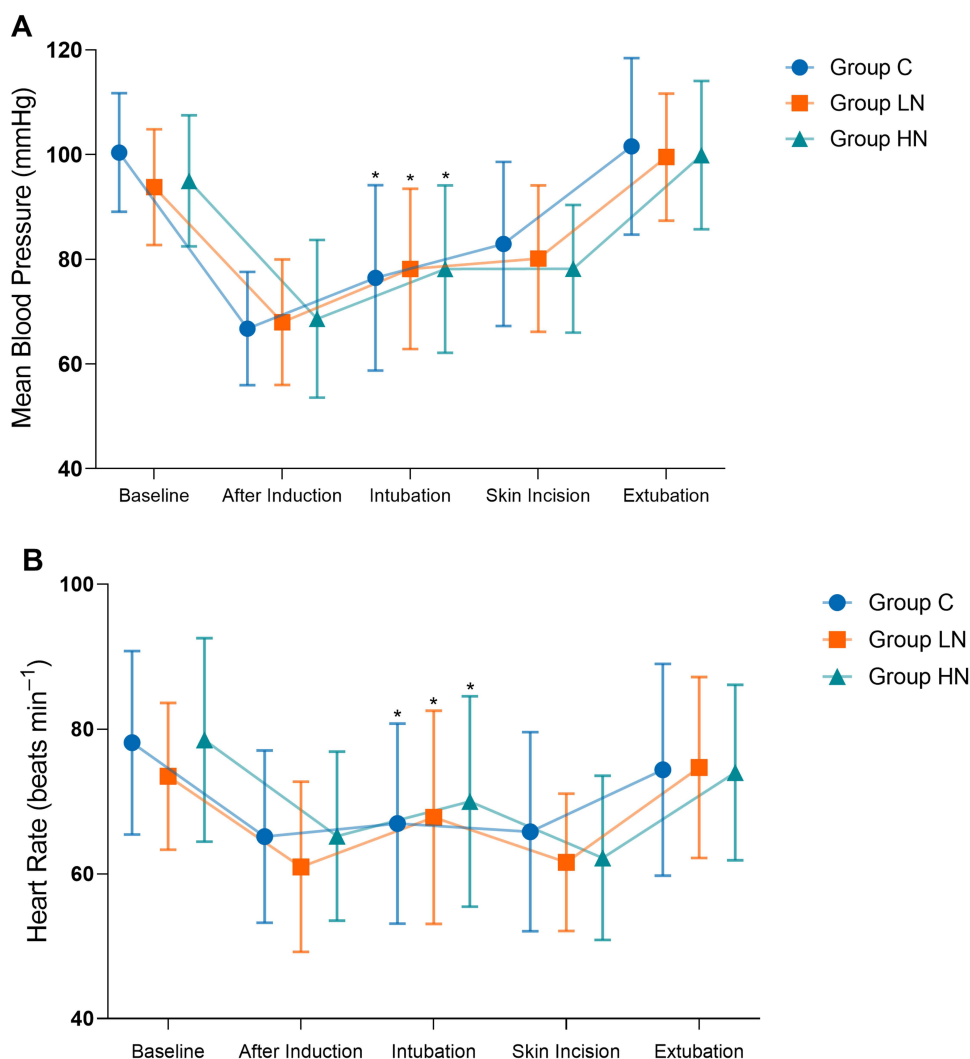 A
Mean Blood Pressure (mmHg)
120
100
80
60
40
* * *
Baseline After Induction Intubation Skin Incision Extubation
Group C
Group LN
Group HN
B
Heart Rate (beats min⁻¹)
100
80
60
40
* * *
Baseline After Induction Intubation Skin Incision Extubation
Group C
Group LN
Group HN